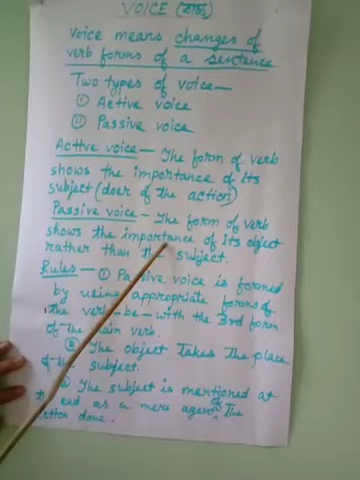 VOICE (বাচ্য)
Voice means changes of
verb forms of a sentence
Two types of voice—
(i) Active voice
(ii) Passive voice
Active voice— The form of verb
shows the importance of its
subject (doer of the action)
Passive voice - The form of verb
shows the importance of its object
rather than the subject.
Rules— (i) Passive voice is formed
by using appropriate forms of
the verb-be-with the 3rd form
of the main verb.
The object takes the place
of the subject.
The subject is mentioned at
end as a mere agent of the
action done.